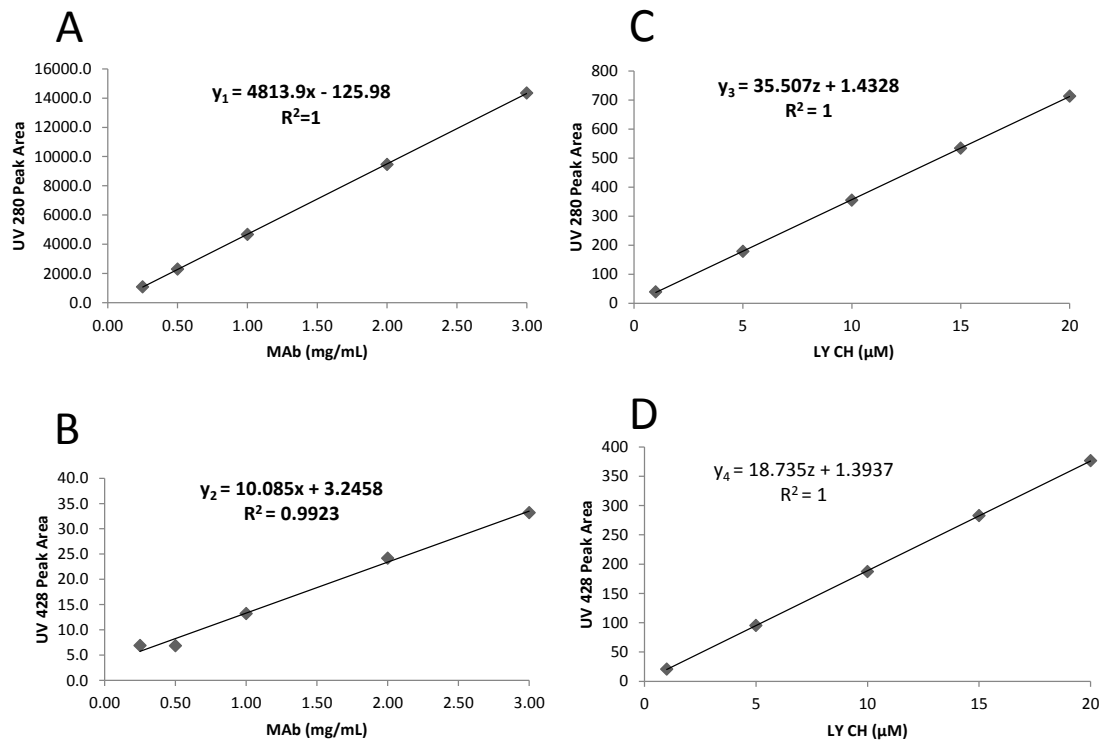 A
16000.0
14000.0
12000.0
10000.0
8000.0
6000.0
4000.0
2000.0
0.0
UV 280 Peak Area
y₁ = 4813.9x - 125.98
R²=1
0.00 0.50 1.00 1.50 2.00 2.50 3.00
MAb (mg/mL)
C
800
700
600
500
400
300
200
100
0
UV 280 Peak Area
y₃ = 35.507z + 1.4328
R² = 1
0 5 10 15 20
LY CH (μM)
B
40.0
35.0
30.0
25.0
20.0
15.0
10.0
5.0
0.0
UV 428 Peak Area
y₂ = 10.085x + 3.2458
R² = 0.9923
0.00 0.50 1.00 1.50 2.00 2.50 3.00
MAb (mg/mL)
D
400
350
300
250
200
150
100
50
0
UV 428 Peak Area
y₄ = 18.735z + 1.3937
R² = 1
0 5 10 15 20
LY CH (μM)